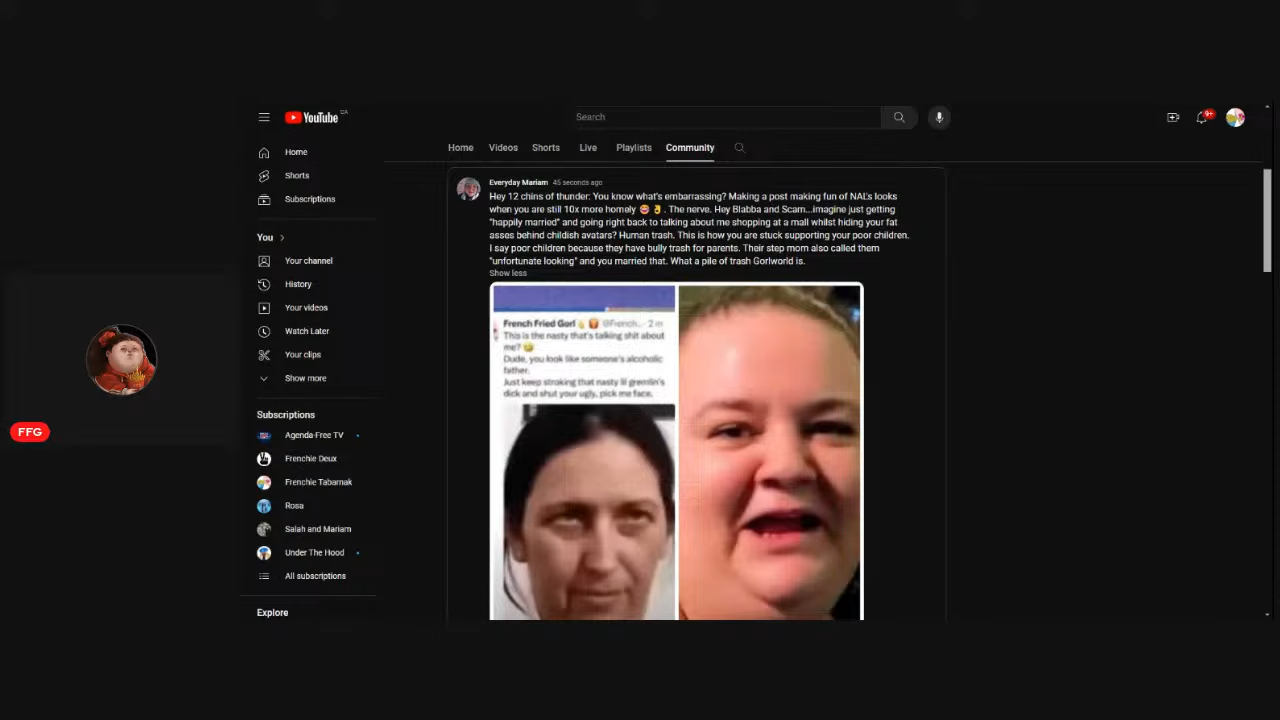 YouTube CA
Search
9+
Home Videos Shorts Live Playlists Community
Home
Shorts
Subscriptions
You
Your channel
History
Your videos
Watch Later
Your clips
Show more
Subscriptions
Agenda-Free TV
Frenchie Deux
Frenchie Tabarnak
Rosa
Salah and Mariam
Under The Hood
All subscriptions
Explore
FFG
Everyday Mariam 45 seconds ago
Hey 12 chins of thunder: You know what's embarrassing? Making a post making fun of NAL's looks
when you are still 10x more homely 😂 👌. The nerve. Hey Blabba and Scam...imagine just getting
"happily married" and going right back to talking about me shopping at a mall whilst hiding your fat
asses behind childish avatars? Human trash. This is how you are stuck supporting your poor children.
I say poor children because they have bully trash for parents. Their step mom also called them
"unfortunate looking" and you married that. What a pile of trash Gorlworld is.
Show less
French Fried Gorl @French... · 2 m
This is the nasty that's talking shit about
me?
Dude, you look like someone's alcoholic
father.
Just keep stroking that nasty lil gremlin's
dick and shut your ugly, pick me face.